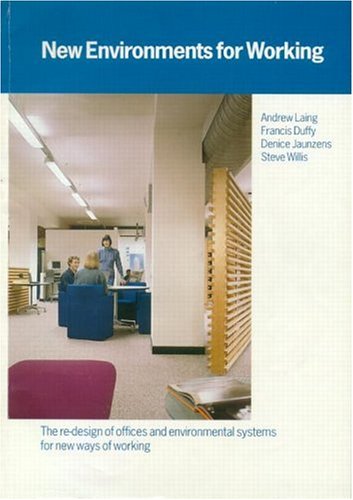 New Environments for Working
Andrew Laing
Francis Duffy
Denice Jaunzens
Steve Willis
The re-design of offices and environmental systems
for new ways of working